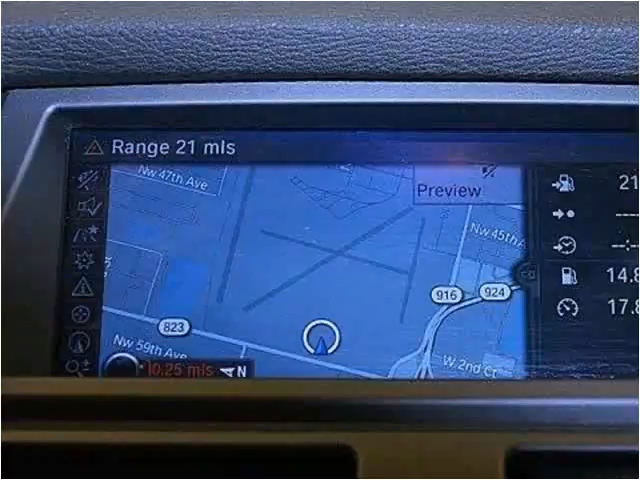 Range 21 mls
Nw 47th Ave
Preview
21
Nw 45th A
---
--:-
916
924
14.8
823
17.8
Nw 59th Ave
10.25 mls
N
W 2nd Ct